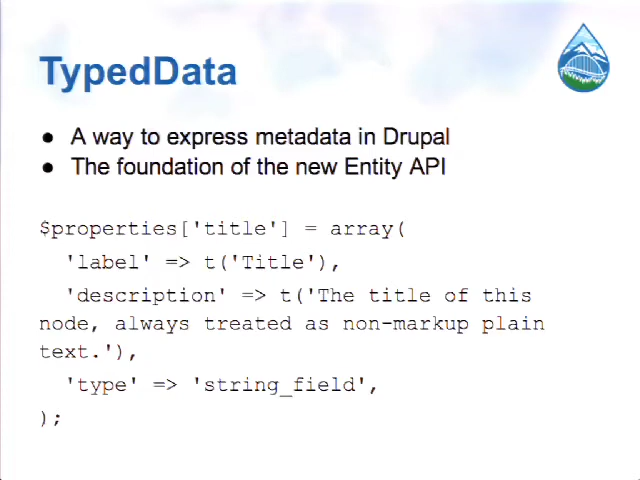 TypedData
● A way to express metadata in Drupal
● The foundation of the new Entity API
$properties['title'] = array(
'label' => t('Title'),
'description' => t('The title of this
node, always treated as non-markup plain
text.'),
'type' => 'string_field',
);